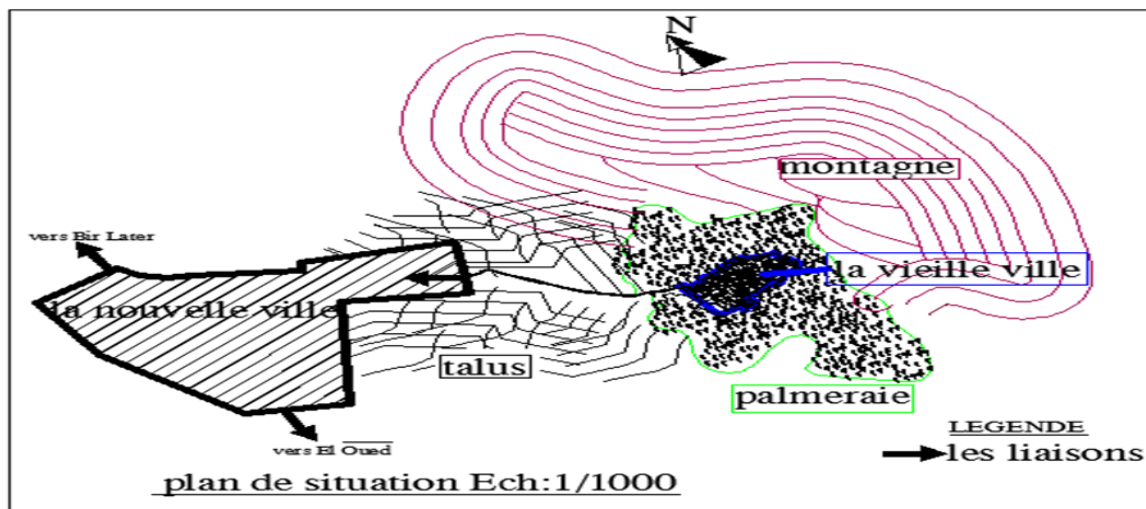 N
montagne
vers Bir Later
la vieille ville
la nouvelle ville
talus
palmeraie
LEGENDE
vers El Oued
les liaisons
plan de situation Ech:1/1000